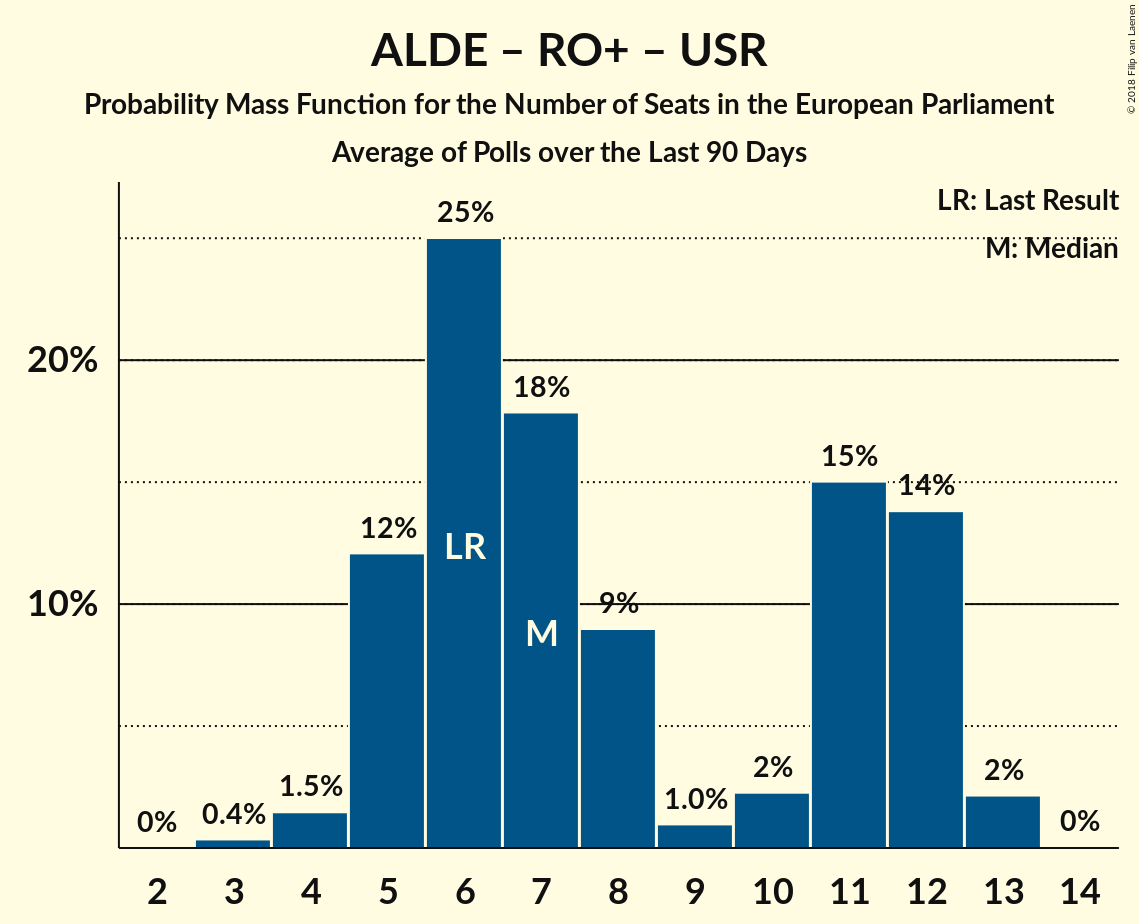 ALDE – RO+ – USR
Probability Mass Function for the Number of Seats in the European Parliament
Average of Polls over the Last 90 Days
© 2018 Filip van Laenen
LR: Last Result
M: Median
25%
20%
18%
15%
14%
12%
LR
10%
9%
M
2%
2%
1.5%
1.0%
0.4%
0%
0%
2 3 4 5 6 7 8 9 10 11 12 13 14